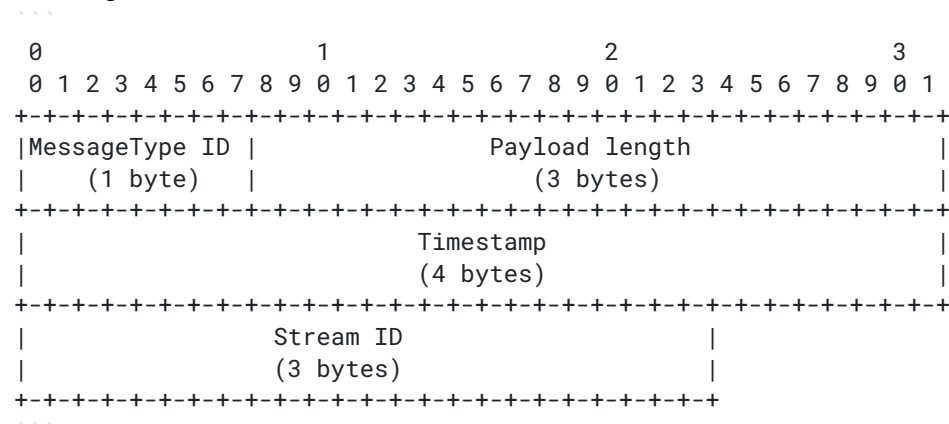 ```
 0                   1                   2                   3
 0 1 2 3 4 5 6 7 8 9 0 1 2 3 4 5 6 7 8 9 0 1 2 3 4 5 6 7 8 9 0 1
+-+-+-+-+-+-+-+-+-+-+-+-+-+-+-+-+-+-+-+-+-+-+-+-+-+-+-+-+-+-+-+-+
|MessageType ID |                Payload length                 |
|    (1 byte)   |                   (3 bytes)                   |
+-+-+-+-+-+-+-+-+-+-+-+-+-+-+-+-+-+-+-+-+-+-+-+-+-+-+-+-+-+-+-+-+
|                           Timestamp                           |
|                           (4 bytes)                           |
+-+-+-+-+-+-+-+-+-+-+-+-+-+-+-+-+-+-+-+-+-+-+-+-+-+-+-+-+-+-+-+-+
|                 Stream ID                     |
|                 (3 bytes)                     |
+-+-+-+-+-+-+-+-+-+-+-+-+-+-+-+-+-+-+-+-+-+-+-+-+
```